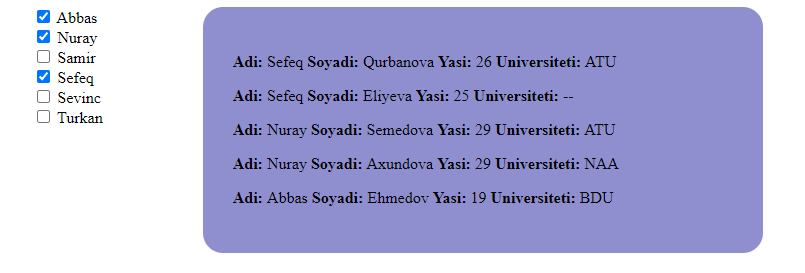 Abbas
Nuray
Samir
Sefeq
Sevinc
Turkan
Adi: Sefeq Soyadi: Qurbanova Yasi: 26 Universiteti: ATU
Adi: Sefeq Soyadi: Eliyeva Yasi: 25 Universiteti: --
Adi: Nuray Soyadi: Semedova Yasi: 29 Universiteti: ATU
Adi: Nuray Soyadi: Axundova Yasi: 29 Universiteti: NAA
Adi: Abbas Soyadi: Ehmedov Yasi: 19 Universiteti: BDU